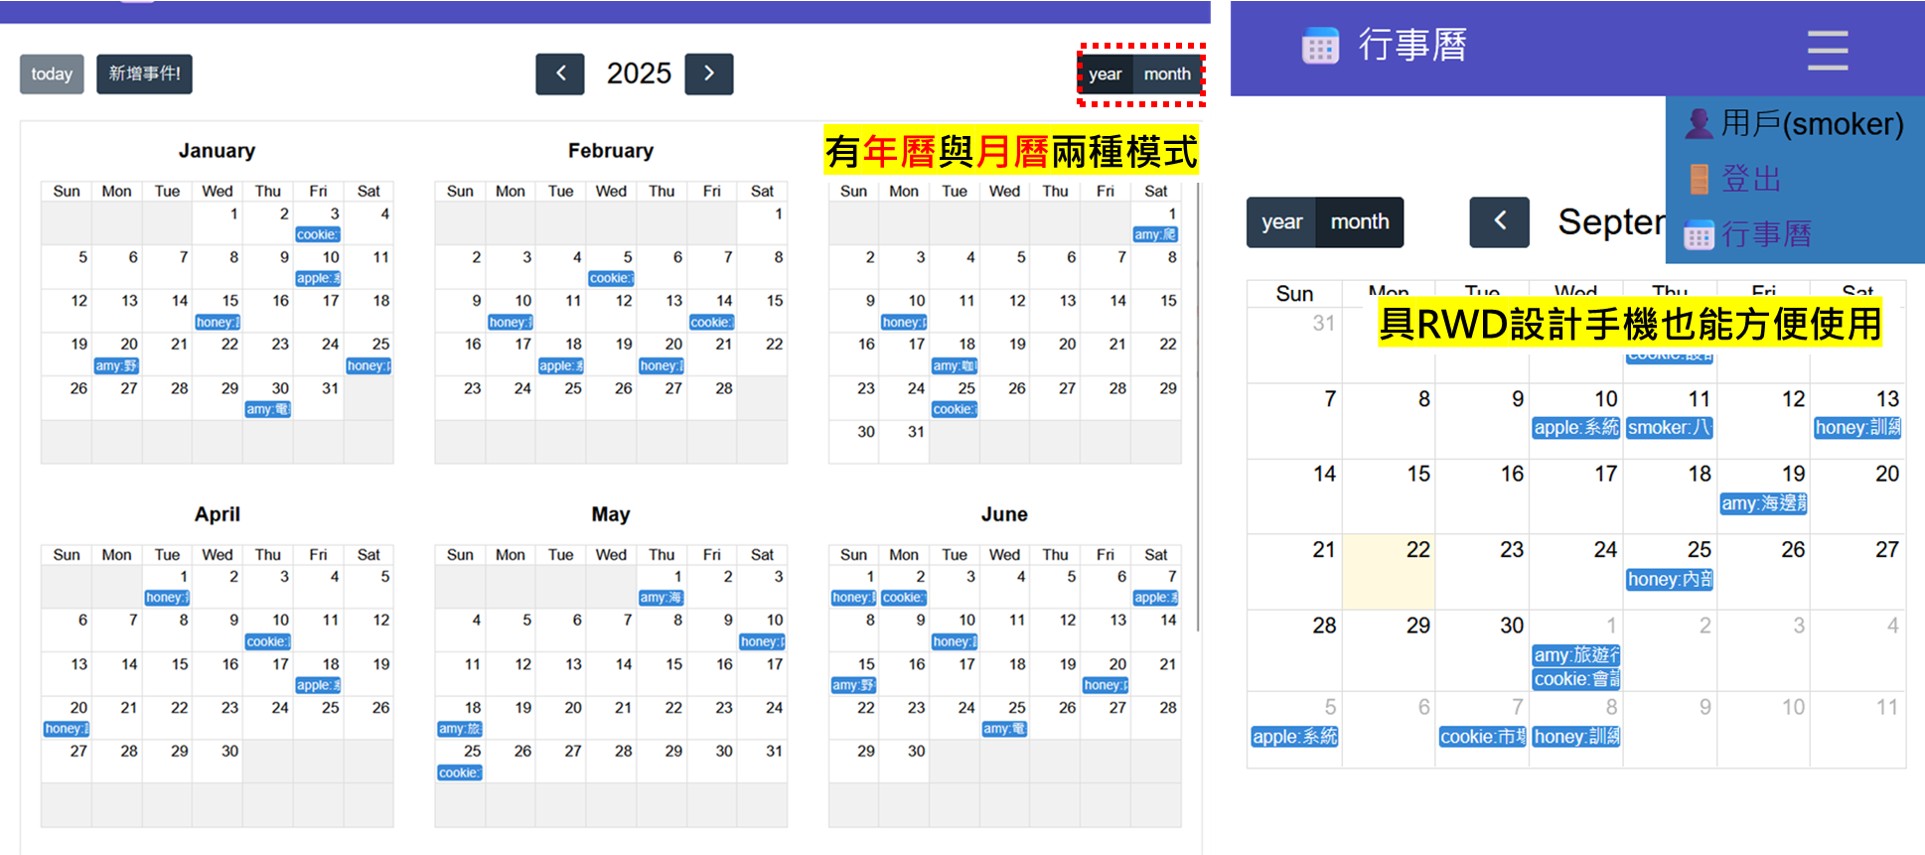 today 新增事件! < 2025 > year month
有年曆與月曆兩種模式
January February
Sun Mon Tue Wed Thu Fri Sat Sun Mon Tue Wed Thu Fri Sat Sun Mon Tue Wed Thu Fri Sat
1 2 3 4 1 1
cookie: amy:爬
5 6 7 8 9 10 11 2 3 4 5 6 7 8 2 3 4 5 6 7 8
apple: cookie:
12 13 14 15 16 17 18 9 10 11 12 13 14 15 9 10 11 12 13 14 15
honey: honey: cookie: honey:
19 20 21 22 23 24 25 16 17 18 19 20 21 22 16 17 18 19 20 21 22
amy:野 honey: apple: honey: amy:咖
26 27 28 29 30 31 23 24 25 26 27 28 23 24 25 26 27 28 29
amy:電 cookie:
30 31
April May June
Sun Mon Tue Wed Thu Fri Sat Sun Mon Tue Wed Thu Fri Sat Sun Mon Tue Wed Thu Fri Sat
1 2 3 4 5 1 2 3 1 2 3 4 5 6 7
honey: amy:海 honey: cookie: apple:
6 7 8 9 10 11 12 4 5 6 7 8 9 10 8 9 10 11 12 13 14
cookie: honey: honey:
13 14 15 16 17 18 19 11 12 13 14 15 16 17 15 16 17 18 19 20 21
apple: amy:野 honey:
20 21 22 23 24 25 26 18 19 20 21 22 23 24 22 23 24 25 26 27 28
honey: amy:旅 amy:電
27 28 29 30 25 26 27 28 29 30 31 29 30
cookie:
行事曆
用戶(smoker)
登出
行事曆
year month < Septer
Sun Mon Tue Wed Thu Fri Sat
31
具RWD設計手機也能方便使用
7 8 9 10 11 12 13
apple:系統 smoker:八 honey:訓練
14 15 16 17 18 19 20
amy:海邊散
21 22 23 24 25 26 27
honey:內部
28 29 30 1 2 3 4
amy:旅遊行
cookie:會議
5 6 7 8 9 10 11
apple:系統 cookie:市場 honey:訓練